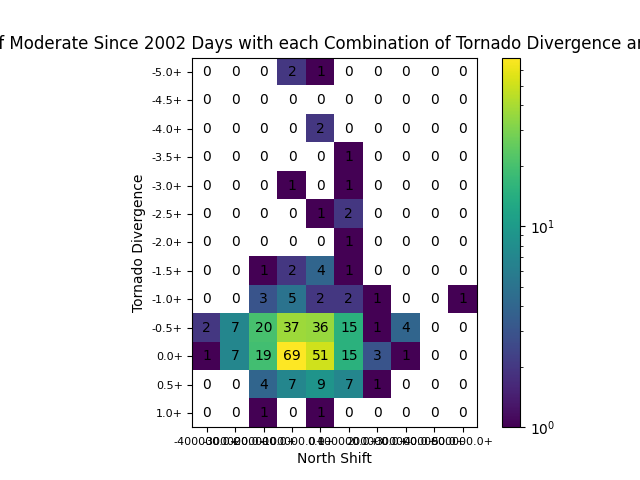 f Moderate Since 2002 Days with each Combination of Tornado Divergence a
-5.0+ 0 0 0 2 1 0 0 0 0 0
-4.5+ 0 0 0 0 0 0 0 0 0 0
-4.0+ 0 0 0 0 2 0 0 0 0 0
-3.5+ 0 0 0 0 0 1 0 0 0 0
-3.0+ 0 0 0 1 0 1 0 0 0 0
-2.5+ 0 0 0 0 1 2 0 0 0 0
-2.0+ 0 0 0 0 0 1 0 0 0 0
-1.5+ 0 0 1 2 4 1 0 0 0 0
-1.0+ 0 0 3 5 2 2 1 0 0 1
-0.5+ 2 7 20 37 36 15 1 4 0 0
0.0+ 1 7 19 69 51 15 3 1 0 0
0.5+ 0 0 4 7 9 7 1 0 0 0
1.0+ 0 0 1 0 1 0 0 0 0 0
Tornado Divergence
North Shift
10^1
10^0